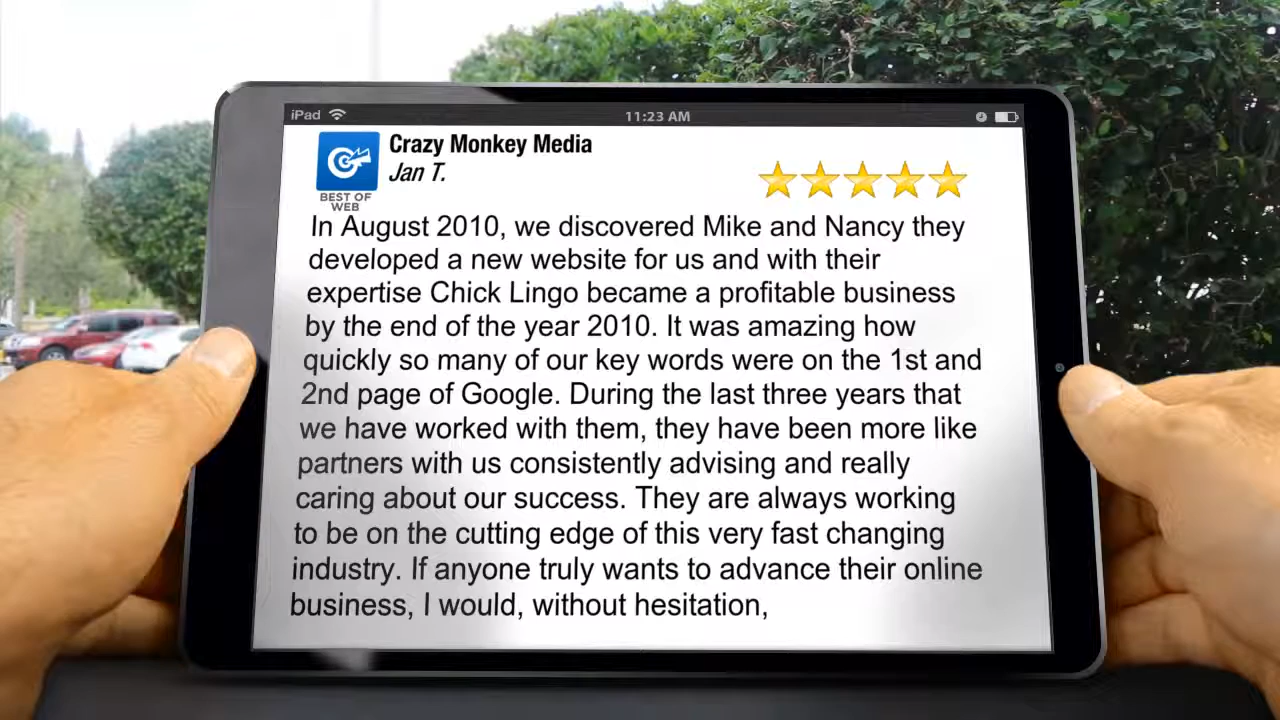 iPad 11:23 AM
Crazy Monkey Media
Jan T.
BEST OF
WEB
In August 2010, we discovered Mike and Nancy they
developed a new website for us and with their
expertise Chick Lingo became a profitable business
by the end of the year 2010. It was amazing how
quickly so many of our key words were on the 1st and
2nd page of Google. During the last three years that
we have worked with them, they have been more like
partners with us consistently advising and really
caring about our success. They are always working
to be on the cutting edge of this very fast changing
industry. If anyone truly wants to advance their online
business, I would, without hesitation,